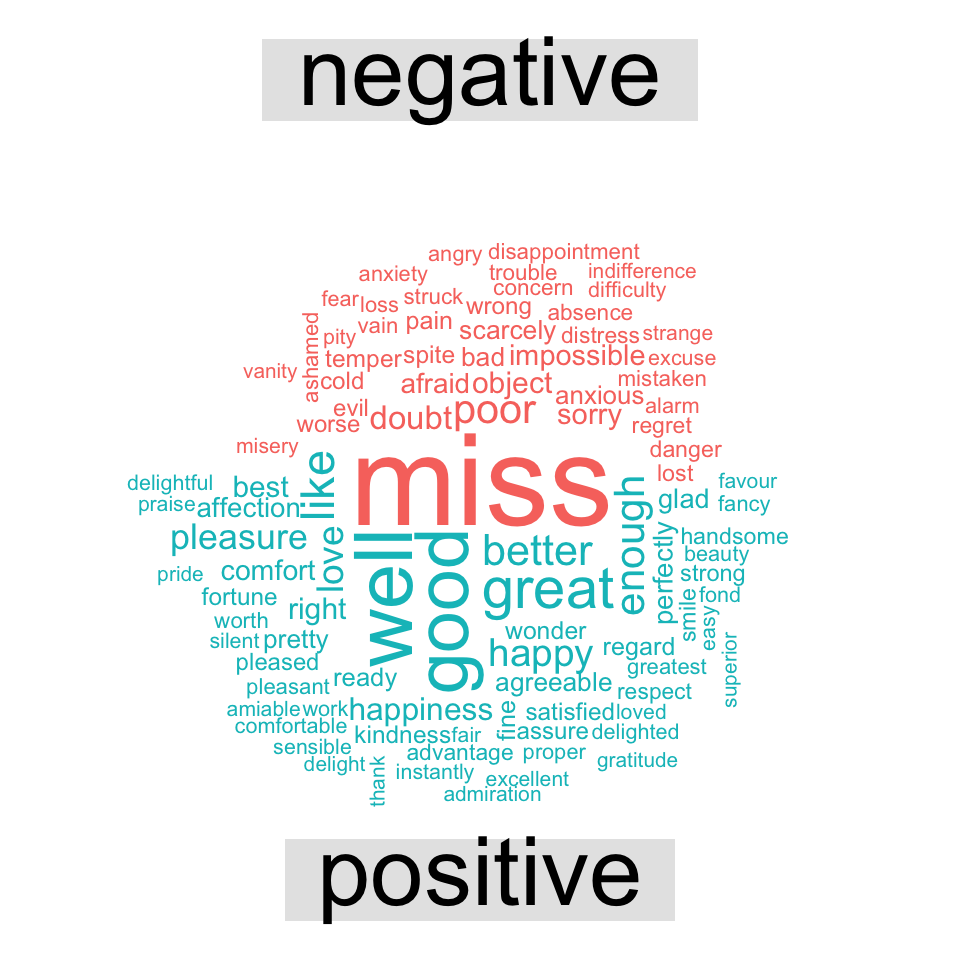 negative
angry disappointment
anxiety trouble indifference
concern difficulty
fear loss struck wrong absence
ashamed pity vain pain scarcely distress strange
vanity temper spite bad impossible excuse
cold afraid object mistaken
evil doubt poor anxious alarm
worse sorry regret
misery miss danger
lost
delightful best like enough glad favour
praise affection fancy
pleasure love well good better perfectly handsome
beauty
pride comfort great strong
fortune right smile fond
worth easy
silent pretty wonder regard superior
pleased happy greatest
pleasant ready agreeable respect
amiable work happiness fine satisfied loved
comfortable kindness fair assure delighted
sensible advantage proper
delight thank instantly excellent gratitude
admiration
positive